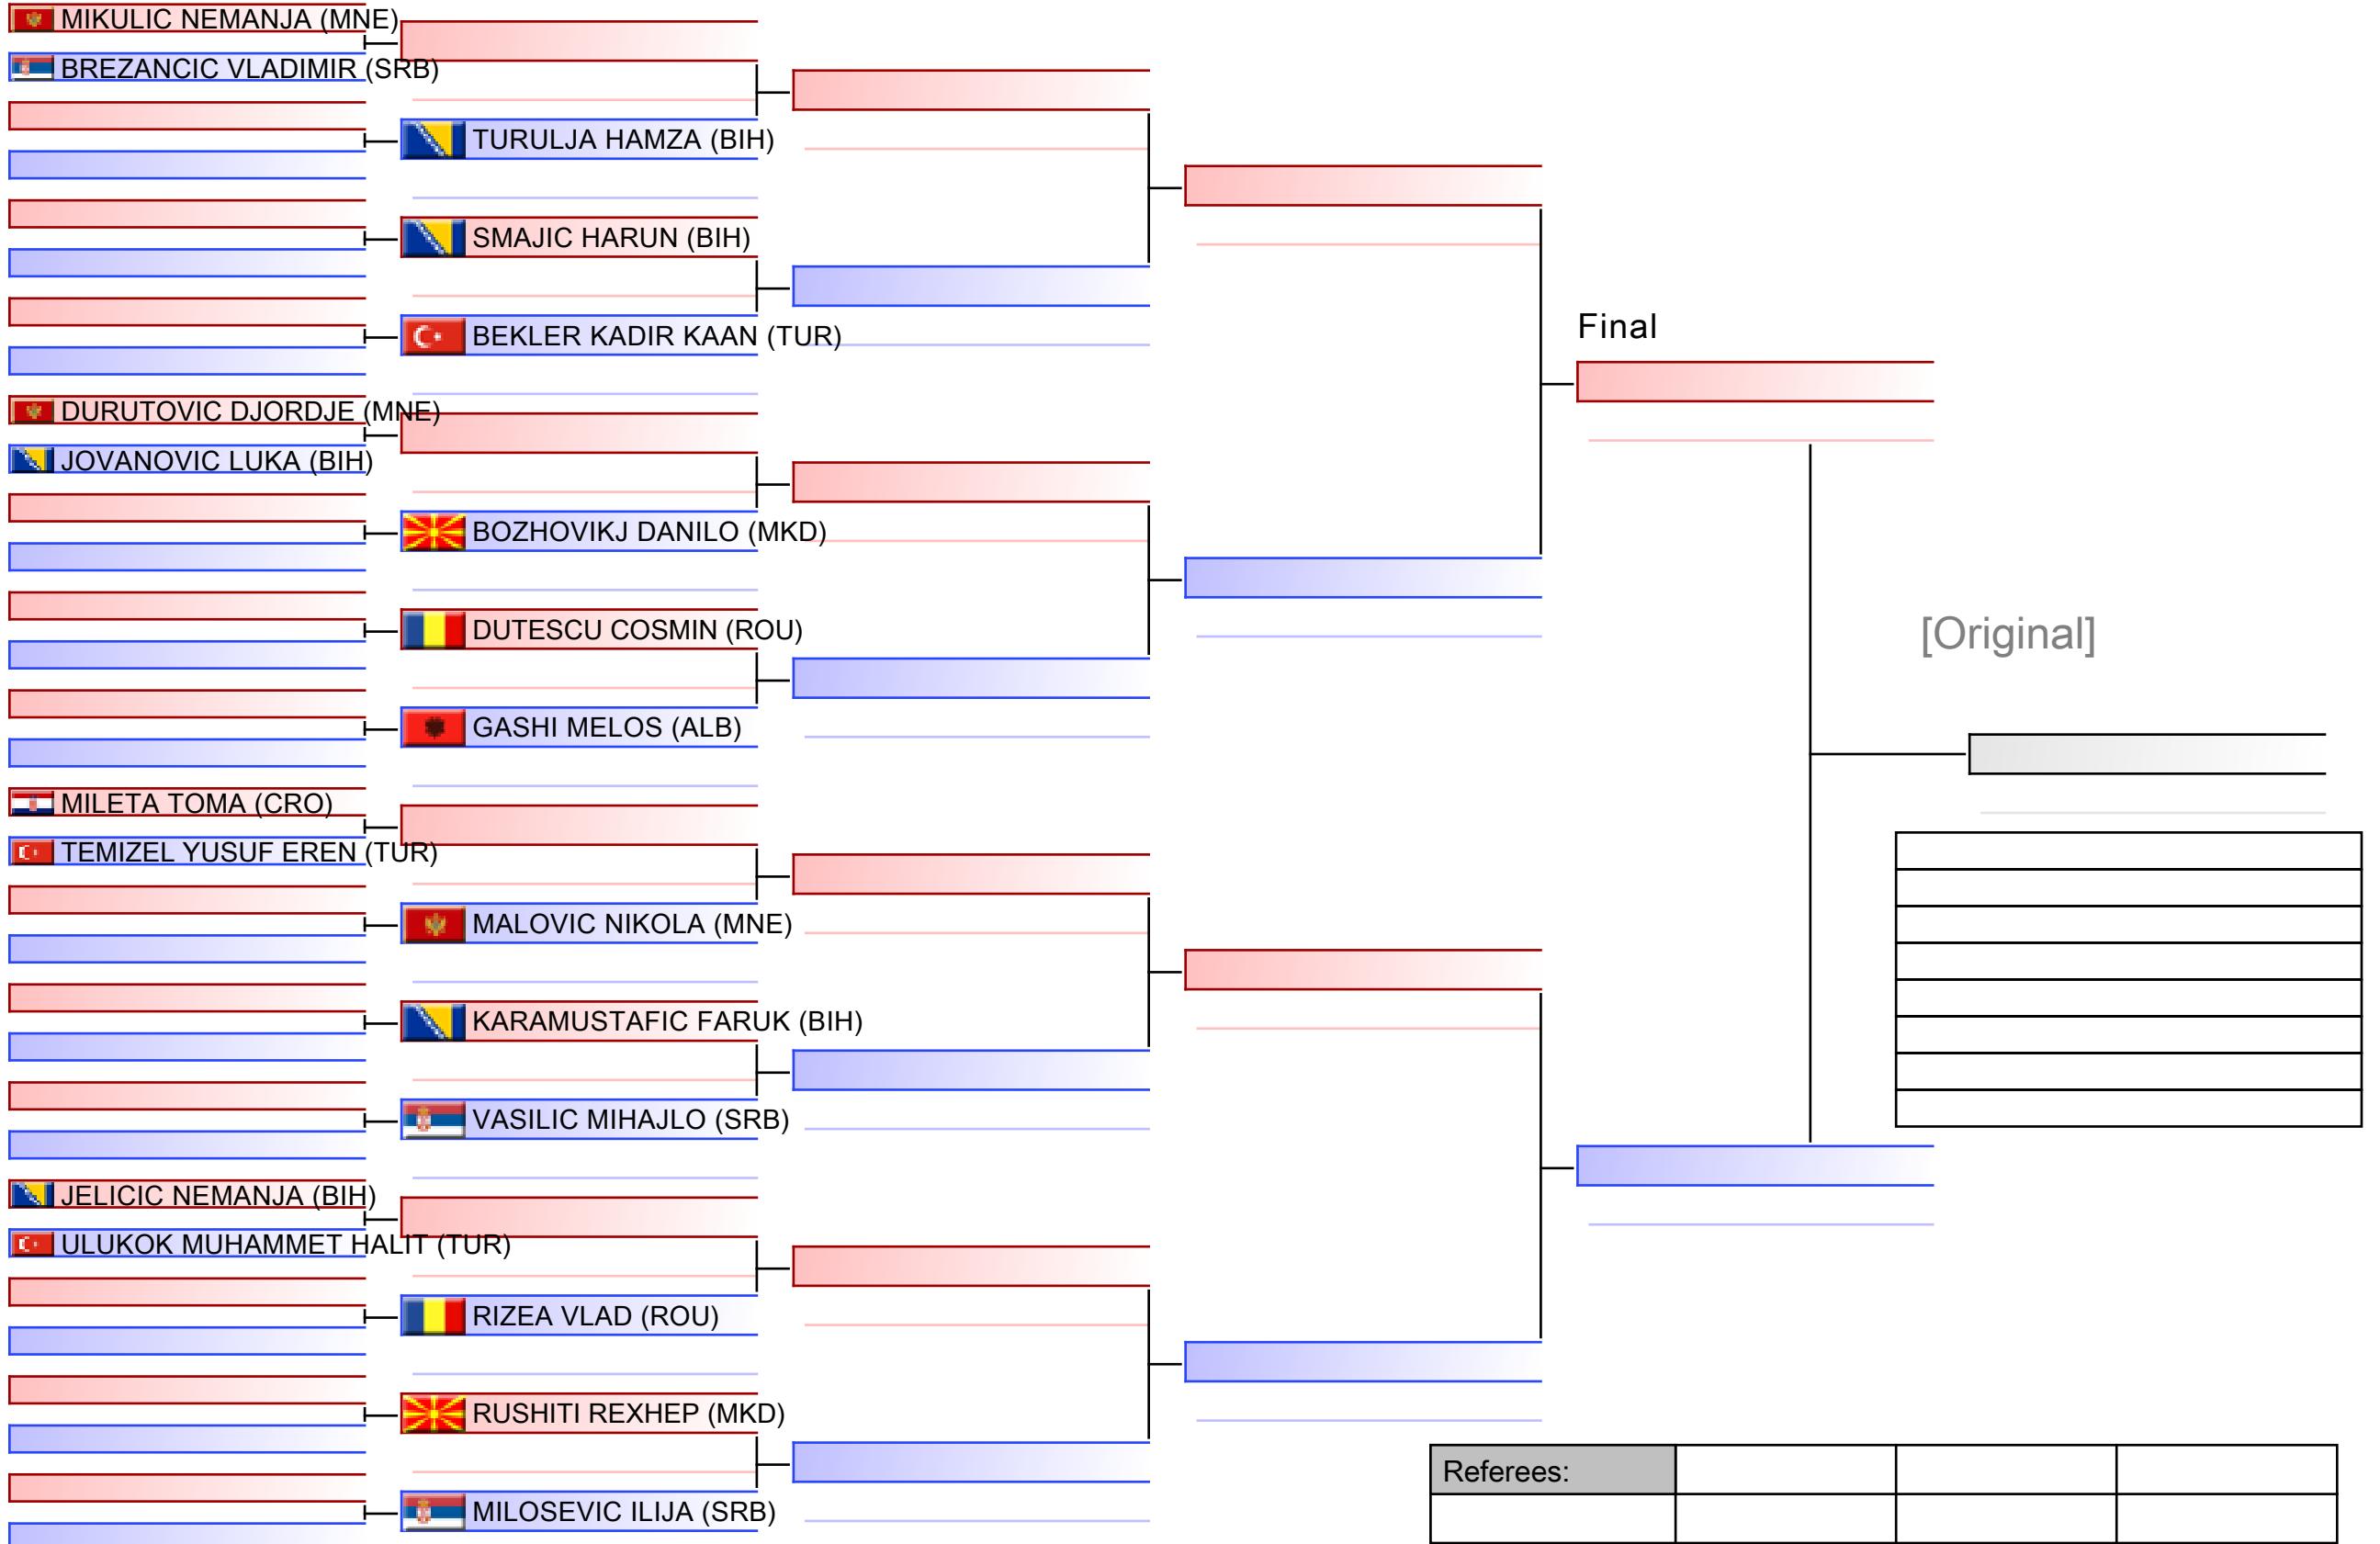 MIKULIC NEMANJA (MNE)
BREZANCIC VLADIMIR (SRB)
TURULJA HAMZA (BIH)
SMAJIC HARUN (BIH)
BEKLER KADIR KAAN (TUR)
Final
DURUTOVIC DJORDJE (MNE)
JOVANOVIC LUKA (BIH)
BOZHOVIKJ DANILO (MKD)
DUTESCU COSMIN (ROU)
[Original]
GASHI MELOS (ALB)
MILETA TOMA (CRO)
TEMIZEL YUSUF EREN (TUR)
MALOVIC NIKOLA (MNE)
KARAMUSTAFIC FARUK (BIH)
VASILIC MIHAJLO (SRB)
JELICIC NEMANJA (BIH)
ULUKOK MUHAMMET HALIT (TUR)
RIZEA VLAD (ROU)
RUSHITI REXHEP (MKD)
Referees:
MILOSEVIC ILIJA (SRB)